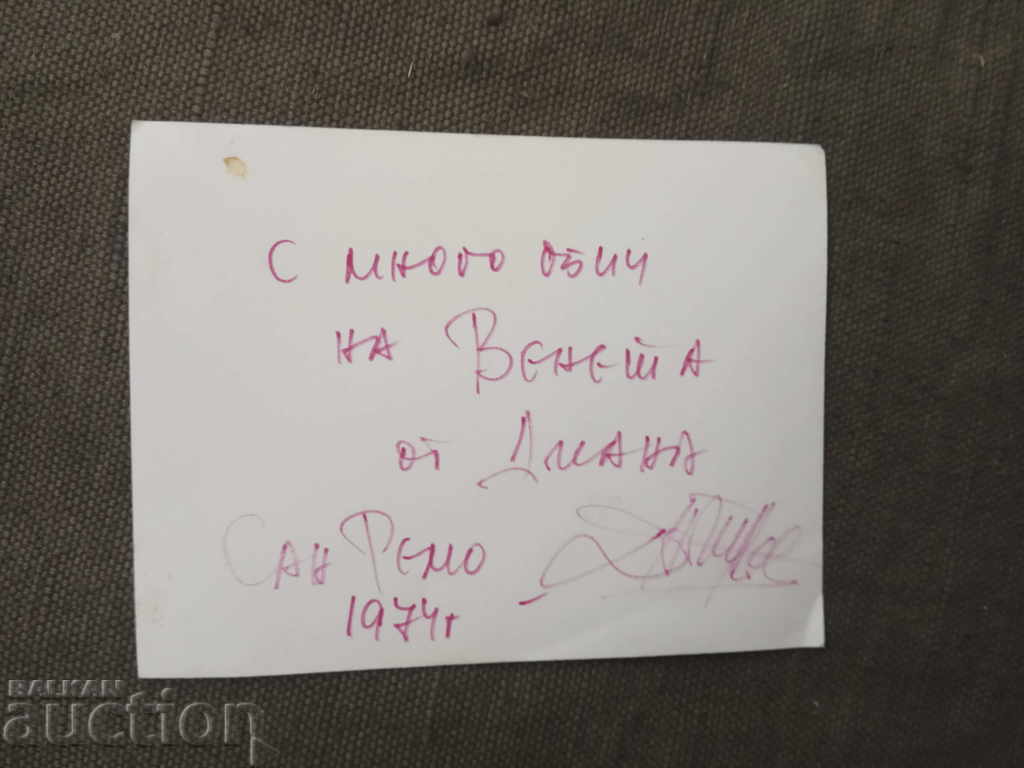 С много обич
на Венета
от Диана
Сан Ремо
1974г
BALKAN
auction